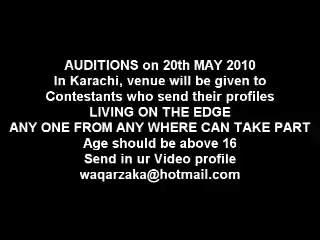 AUDITIONS on 20th MAY 2010
In Karachi, venue will be given to
Contestants who send their profiles
LIVING ON THE EDGE
ANY ONE FROM ANY WHERE CAN TAKE PART
Age should be above 16
Send in ur Video profile
waqarzaka@hotmail.com